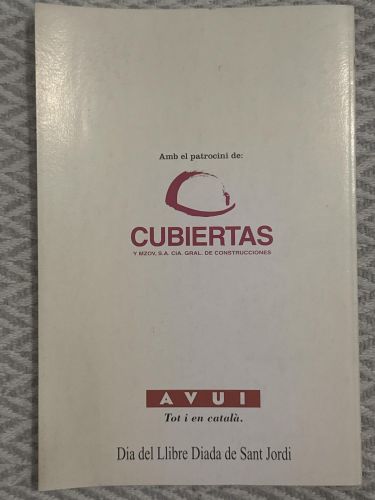 Amb el patrocini de:
CUBIERTAS
Y MZOV, S.A. CIA. GRAL. DE CONSTRUCCIONES
AVUI
Tot i en català.
Dia del Llibre Diada de Sant Jordi